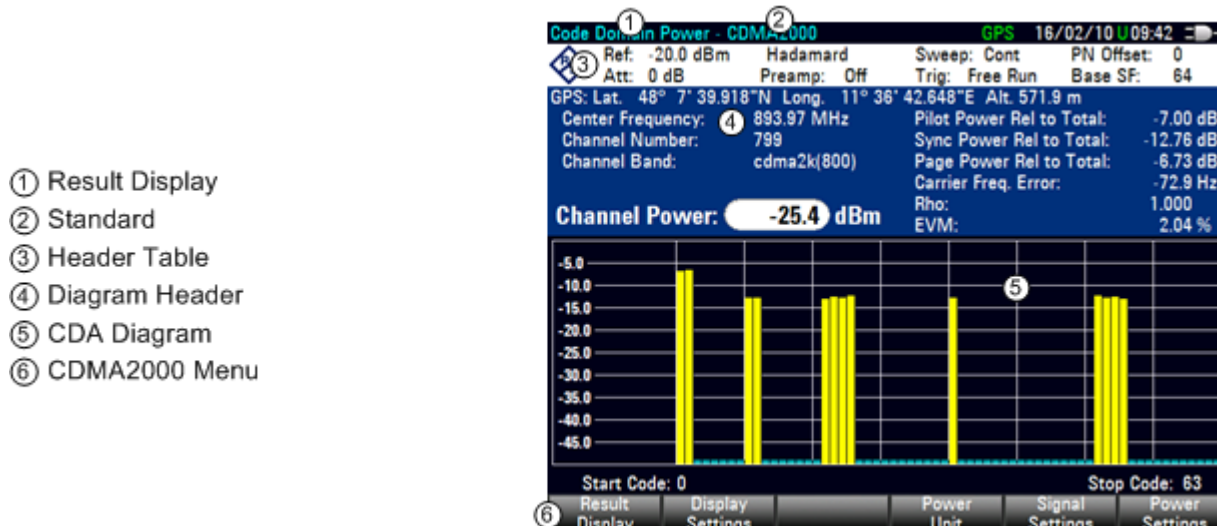 ① Result Display
② Standard
③ Header Table
④ Diagram Header
⑤ CDA Diagram
⑥ CDMA2000 Menu
① ②
Code Domain Power - CDMA2000 GPS 16/02/10 U 09:42
③ Ref: -20.0 dBm Hadamard Sweep: Cont PN Offset: 0
Att: 0 dB Preamp: Off Trig: Free Run Base SF: 64
GPS: Lat. 48° 7' 39.918"N Long. 11° 36' 42.648"E Alt. 571.9 m
Center Frequency: ④ 893.97 MHz Pilot Power Rel to Total: -7.00 dB
Channel Number: 799 Sync Power Rel to Total: -12.76 dB
Channel Band: cdma2k(800) Page Power Rel to Total: -6.73 dB
Carrier Freq. Error: -72.9 Hz
Channel Power: -25.4 dBm Rho: 1.000
EVM: 2.04 %
-5.0
-10.0 ⑤
-15.0
-20.0
-25.0
-30.0
-35.0
-40.0
-45.0
Start Code: 0 Stop Code: 63
⑥ Result Display Display Settings Power Unit Signal Settings Power Settings